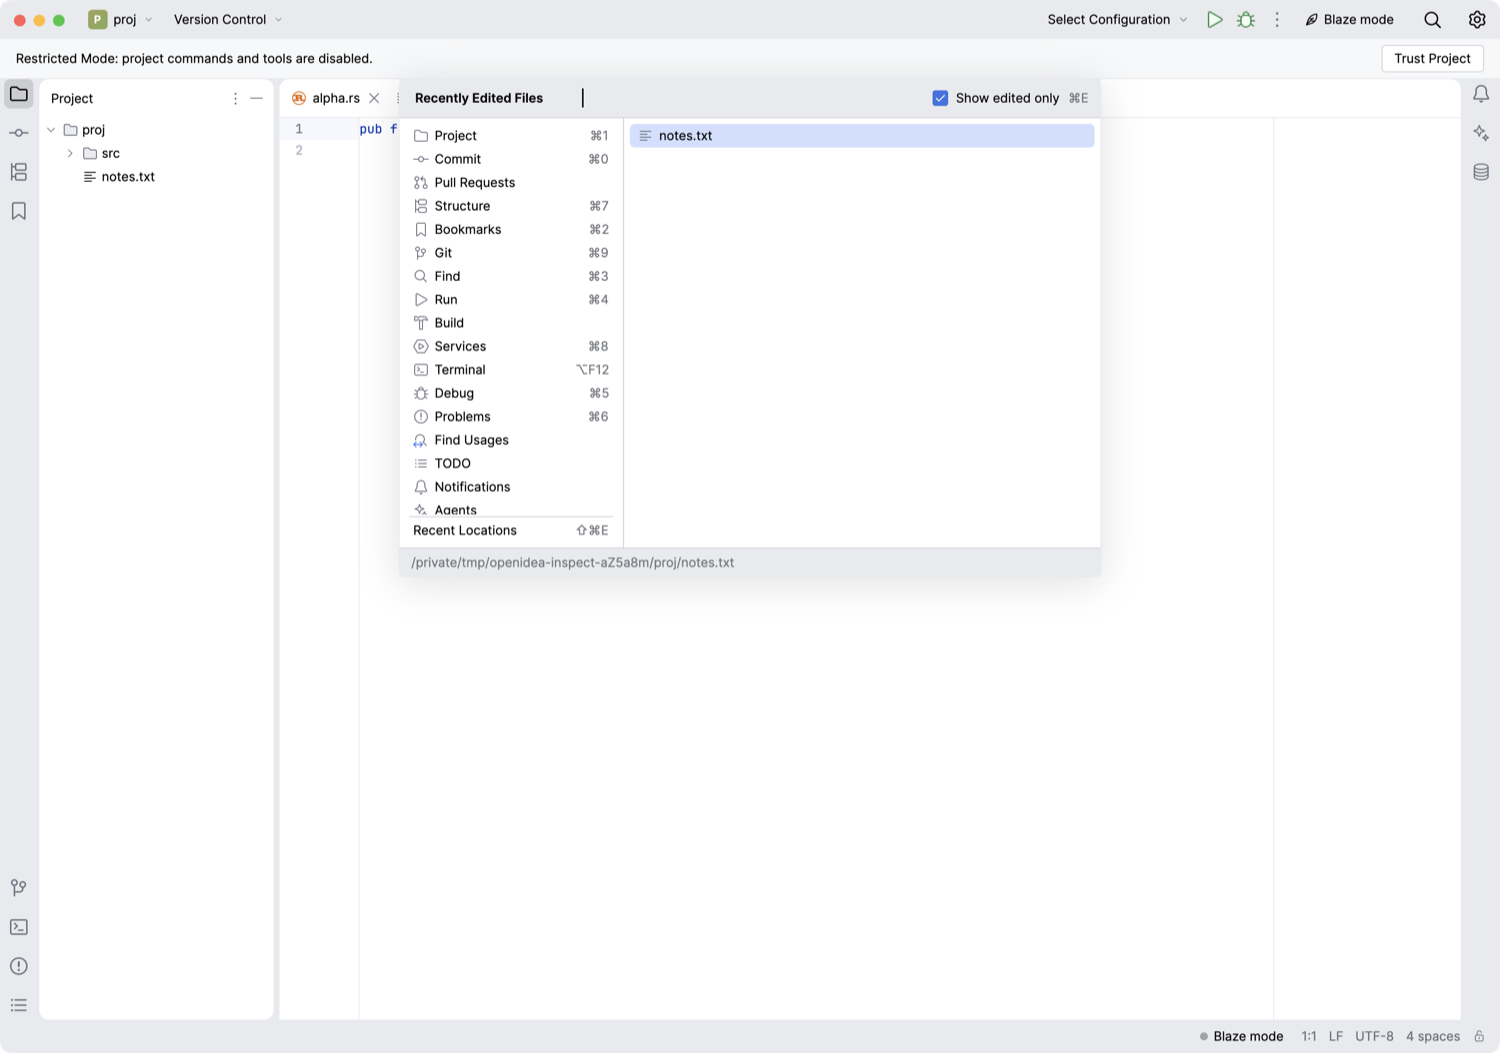 P proj Version Control Select Configuration Blaze mode
Restricted Mode: project commands and tools are disabled. Trust Project
Project
proj
src
notes.txt
alpha.rs
1 pub f
2
Recently Edited Files Show edited only ⌘E
Project ⌘1
Commit ⌘0
Pull Requests
Structure ⌘7
Bookmarks ⌘2
Git ⌘9
Find ⌘3
Run ⌘4
Build
Services ⌘8
Terminal ⌥F12
Debug ⌘5
Problems ⌘6
Find Usages
TODO
Notifications
Agents
Recent Locations ⇧⌘E
notes.txt
/private/tmp/openidea-inspect-aZ5a8m/proj/notes.txt
Blaze mode 1:1 LF UTF-8 4 spaces